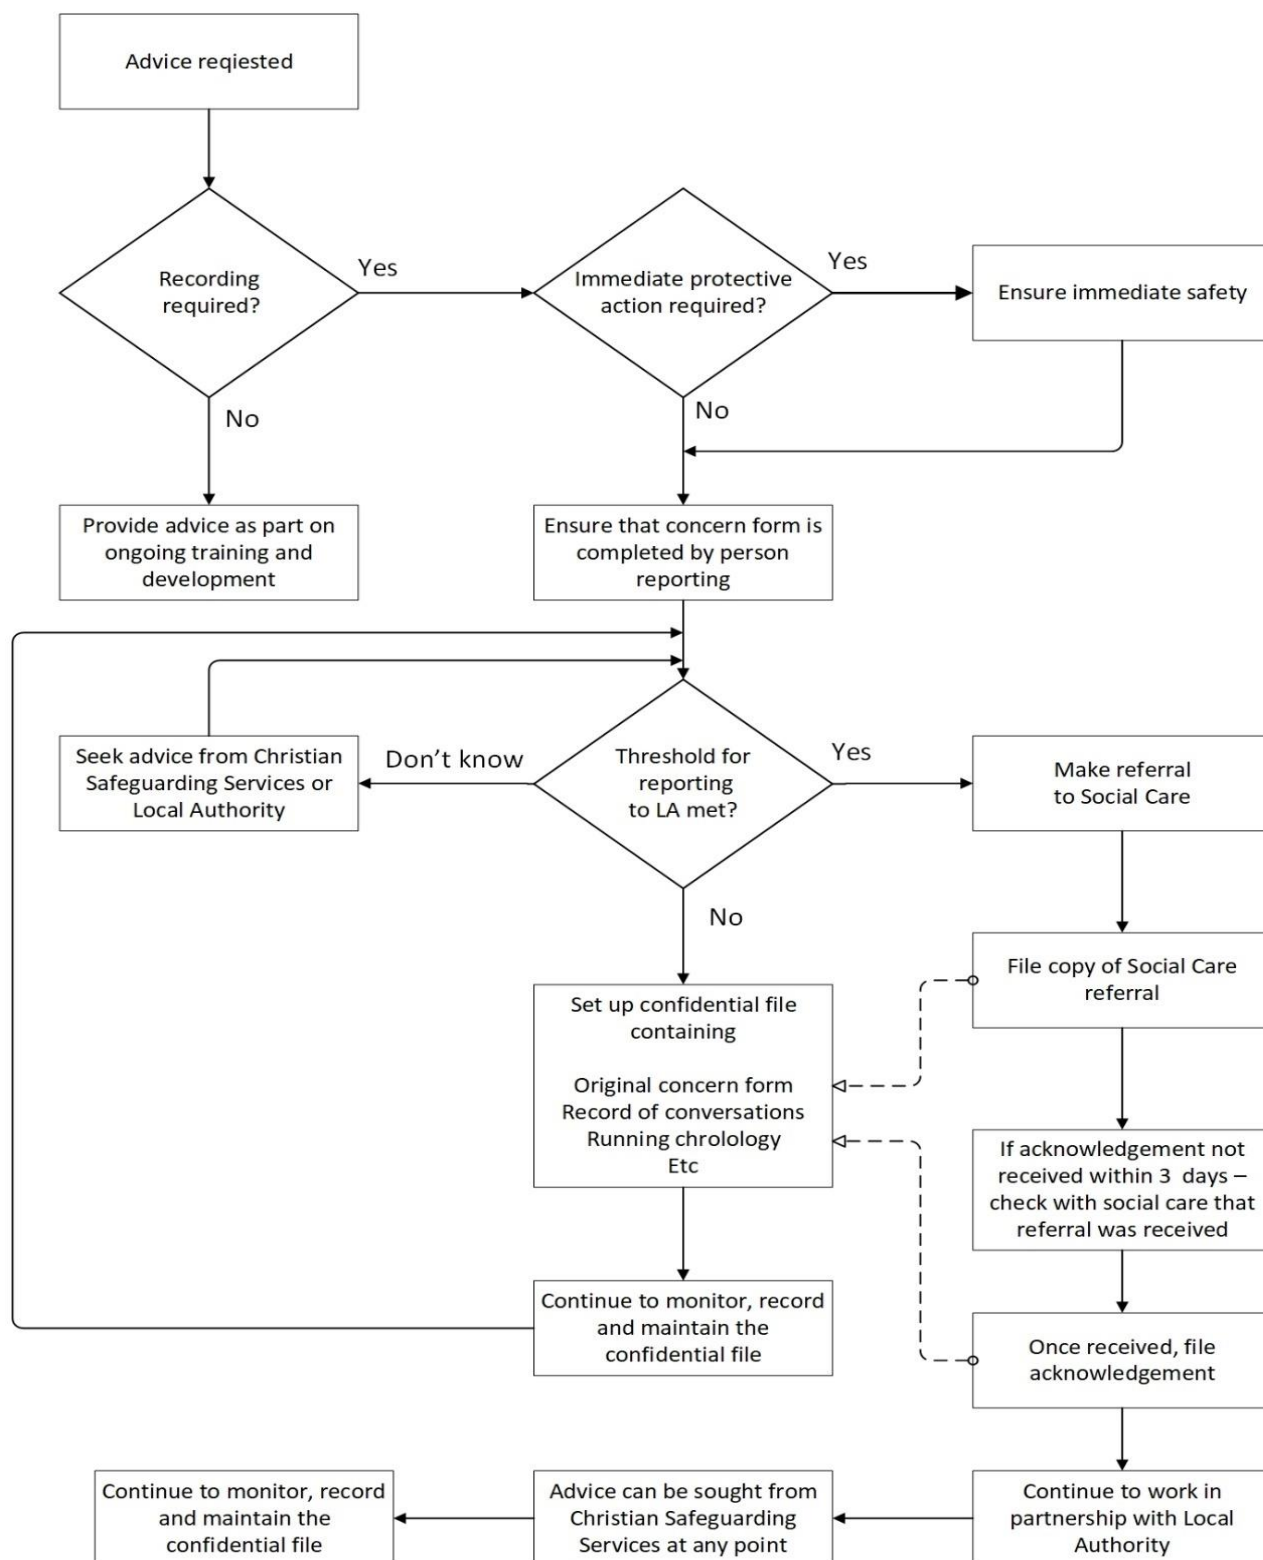 Advice reqiested
Recording
required?
Yes
Immediate protective
action required?
Yes
Ensure immediate safety
No
No
Provide advice as part on
ongoing training and
development
Ensure that concern form is
completed by person
reporting
Seek advice from Christian
Safeguarding Services or
Local Authority
Don’t know
Threshold for
reporting
to LA met?
Yes
Make referral
to Social Care
No
File copy of Social Care
referral
Set up confidential file
containing
Original concern form
Record of conversations
Running chrolology
Etc
If acknowledgement not
received within 3 days –
check with social care that
referral was received
Continue to monitor, record
and maintain the
confidential file
Once received, file
acknowledgement
Continue to work in
partnership with Local
Authority
Advice can be sought from
Christian Safeguarding
Services at any point
Continue to monitor, record
and maintain the
confidential file